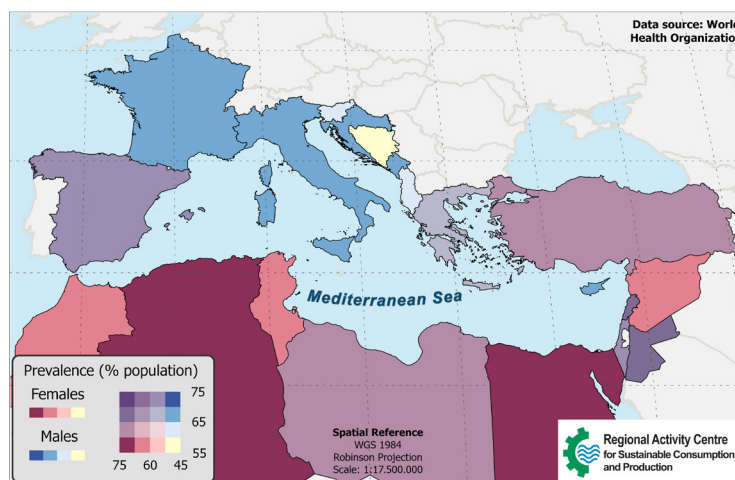 Data source: World
Health Organization
Mediterranean Sea
Prevalence (% population)
Females
Males
75
65
55
75 60 45
Spatial Reference
WGS 1984
Robinson Projection
Scale: 1:17.500.000
Regional Activity Centre
for Sustainable Consumption
and Production